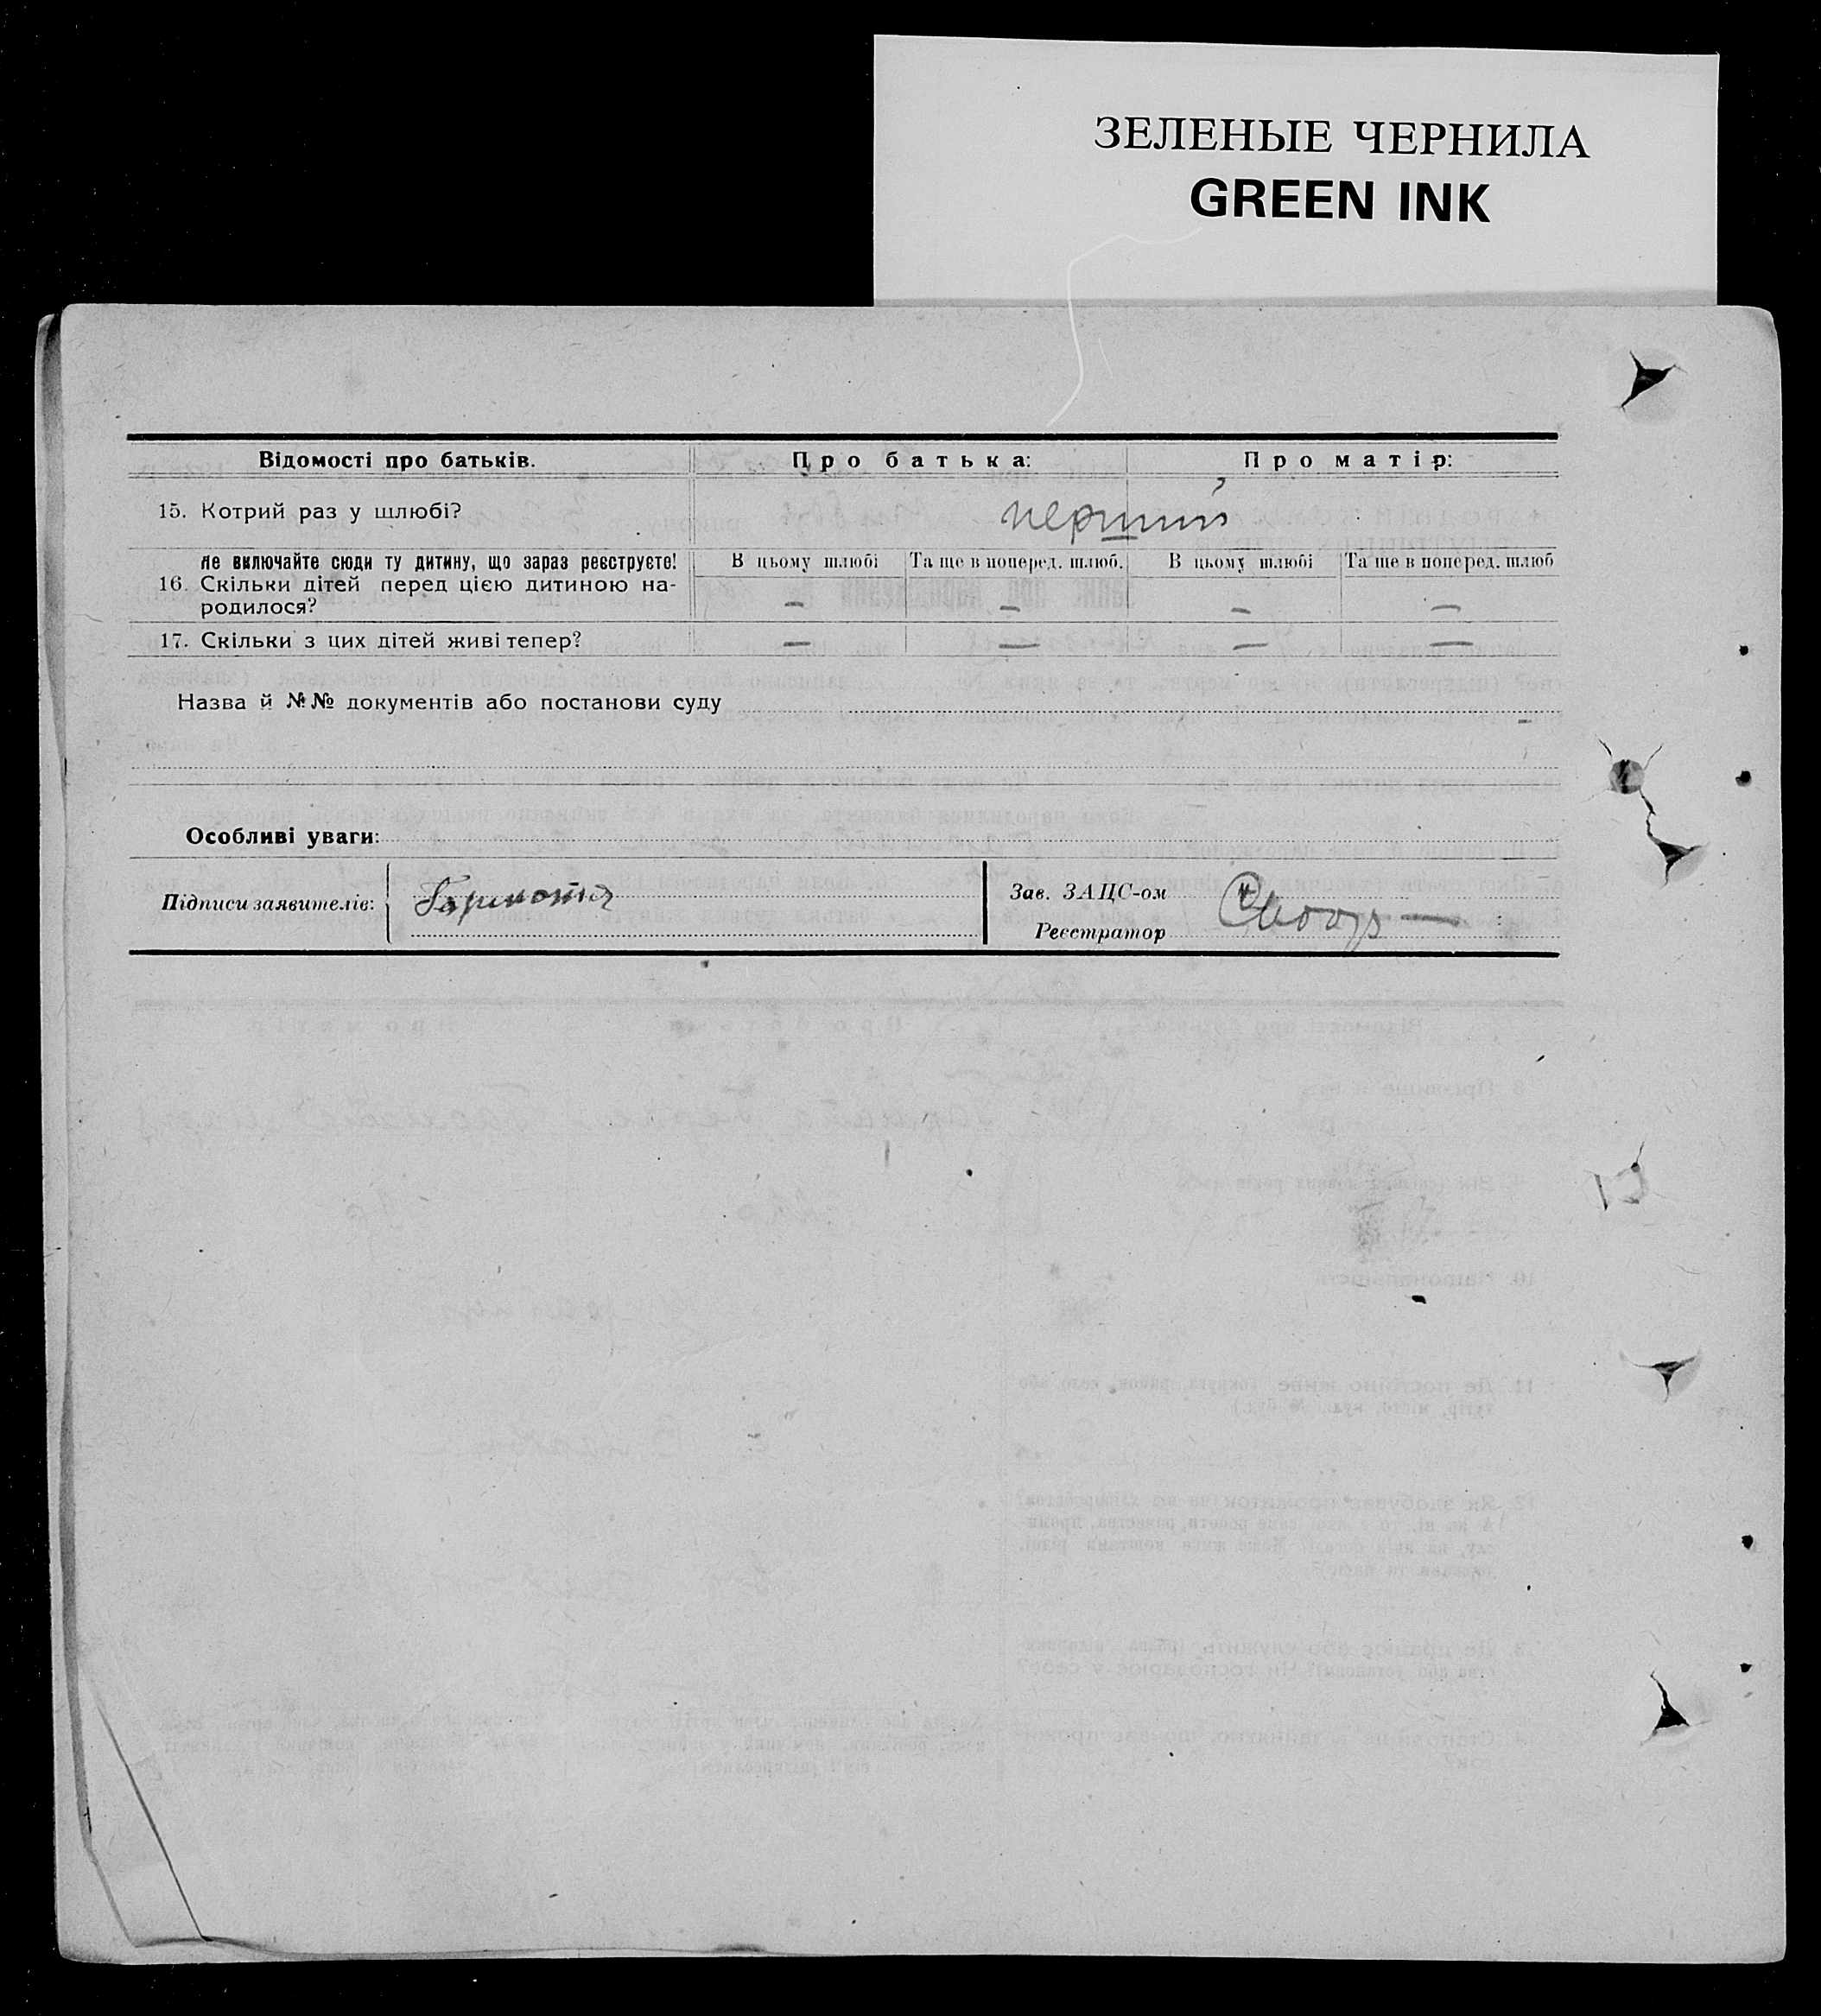 ЗЕЛЕНЫЕ ЧЕРНИЛА
GREEN INK
Відомості про батьків. Про батька: Про матір:
15. Котрий раз у шлюбі? перший
Не включайте сюди ту дитину, що зараз реєструєте! В цьому шлюбі Та ще в поперед. шлюб. В цьому шлюбі Та ще в поперед. шлюб
16. Скільки дітей перед цією дитиною на-
родилося? — — — —
17. Скільки з цих дітей живі тепер? — — — —
Назва й №№ документів або постанови суду –
Особливі уваги:
Підписи заявителів:
Зав. ЗАЦС-ом
Реєстратор